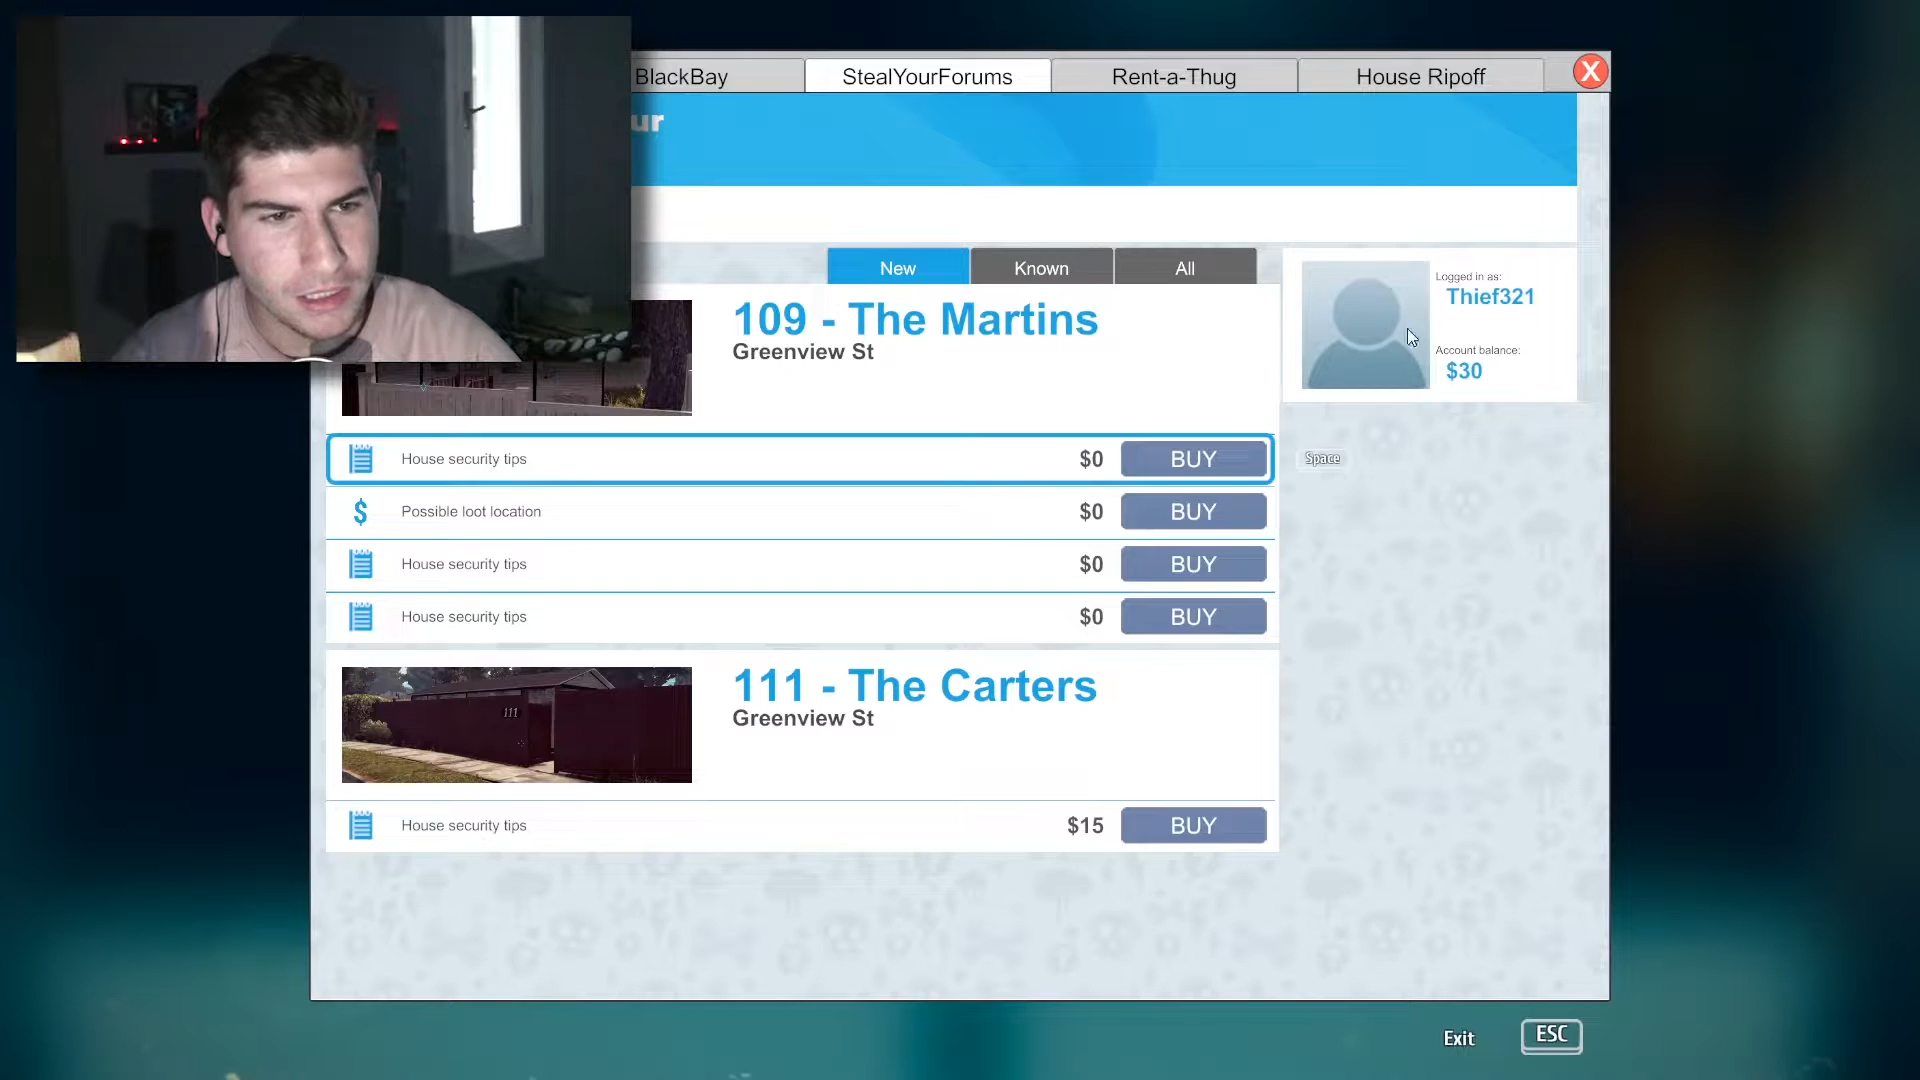 BlackBay
StealYourForums
Rent-a-Thug
House Ripoff
X
ur
New
Known
All
Logged in as:
Thief321
Account balance:
$30
109 - The Martins
Greenview St
House security tips $0 BUY
Space
Possible loot location $0 BUY
House security tips $0 BUY
House security tips $0 BUY
111 - The Carters
Greenview St
111
House security tips $15 BUY
Exit ESC